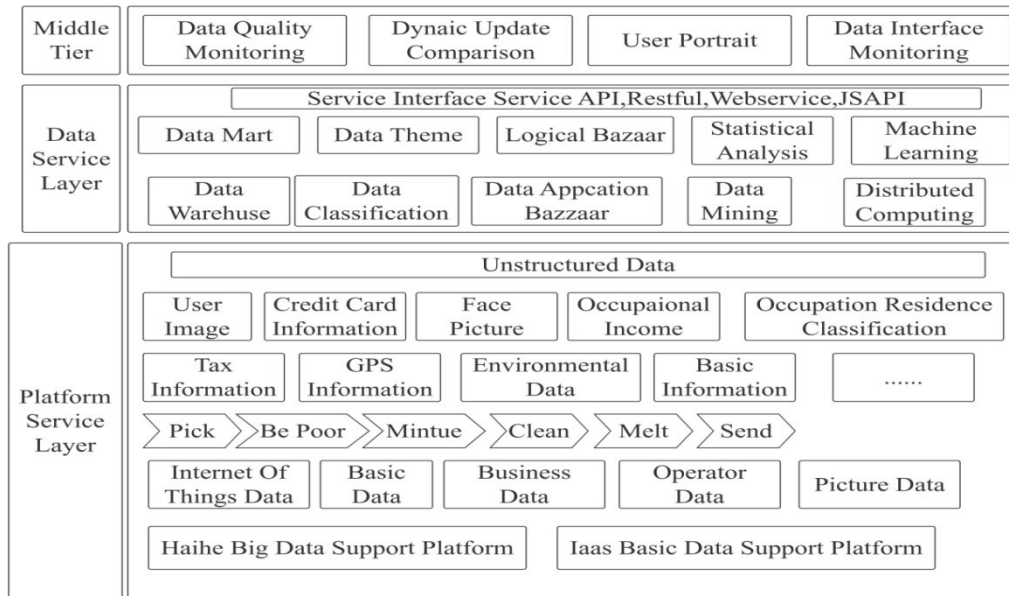 Middle
Tier
Data Quality
Monitoring
Dynaic Update
Comparison
User Portrait
Data Interface
Monitoring
Data
Service
Layer
Service Interface Service API,Restful,Webservice,JSAPI
Data Mart
Data Theme
Logical Bazaar
Statistical
Analysis
Machine
Learning
Data
Warehuse
Data
Classification
Data Appcation
Bazzaar
Data
Mining
Distributed
Computing
Platform
Service
Layer
Unstructured Data
User
Image
Credit Card
Information
Face
Picture
Occupaional
Income
Occupation Residence
Classification
Tax
Information
GPS
Information
Environmental
Data
Basic
Information
......
Pick
Be Poor
Mintue
Clean
Melt
Send
Internet Of
Things Data
Basic
Data
Business
Data
Operator
Data
Picture Data
Haihe Big Data Support Platform
Iaas Basic Data Support Platform